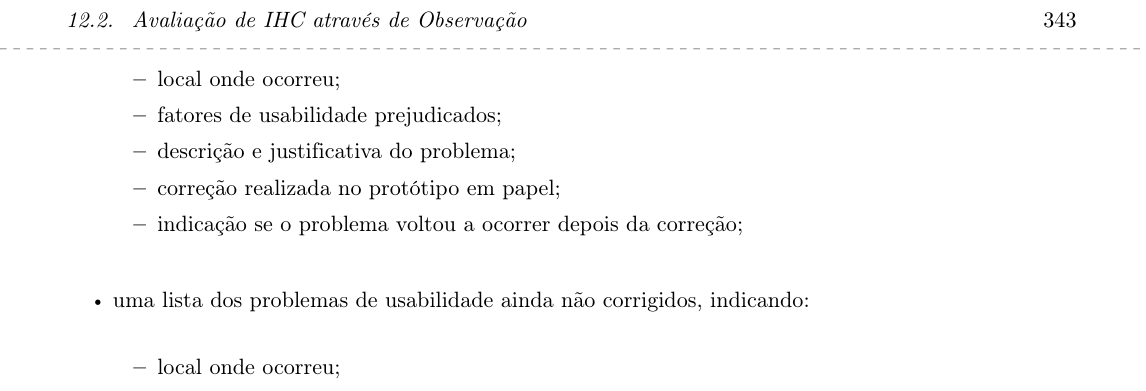 12.2. Avaliação de IHC através de Observação 343
– local onde ocorreu;
– fatores de usabilidade prejudicados;
– descrição e justificativa do problema;
– correção realizada no protótipo em papel;
– indicação se o problema voltou a ocorrer depois da correção;
• uma lista dos problemas de usabilidade ainda não corrigidos, indicando:
– local onde ocorreu;